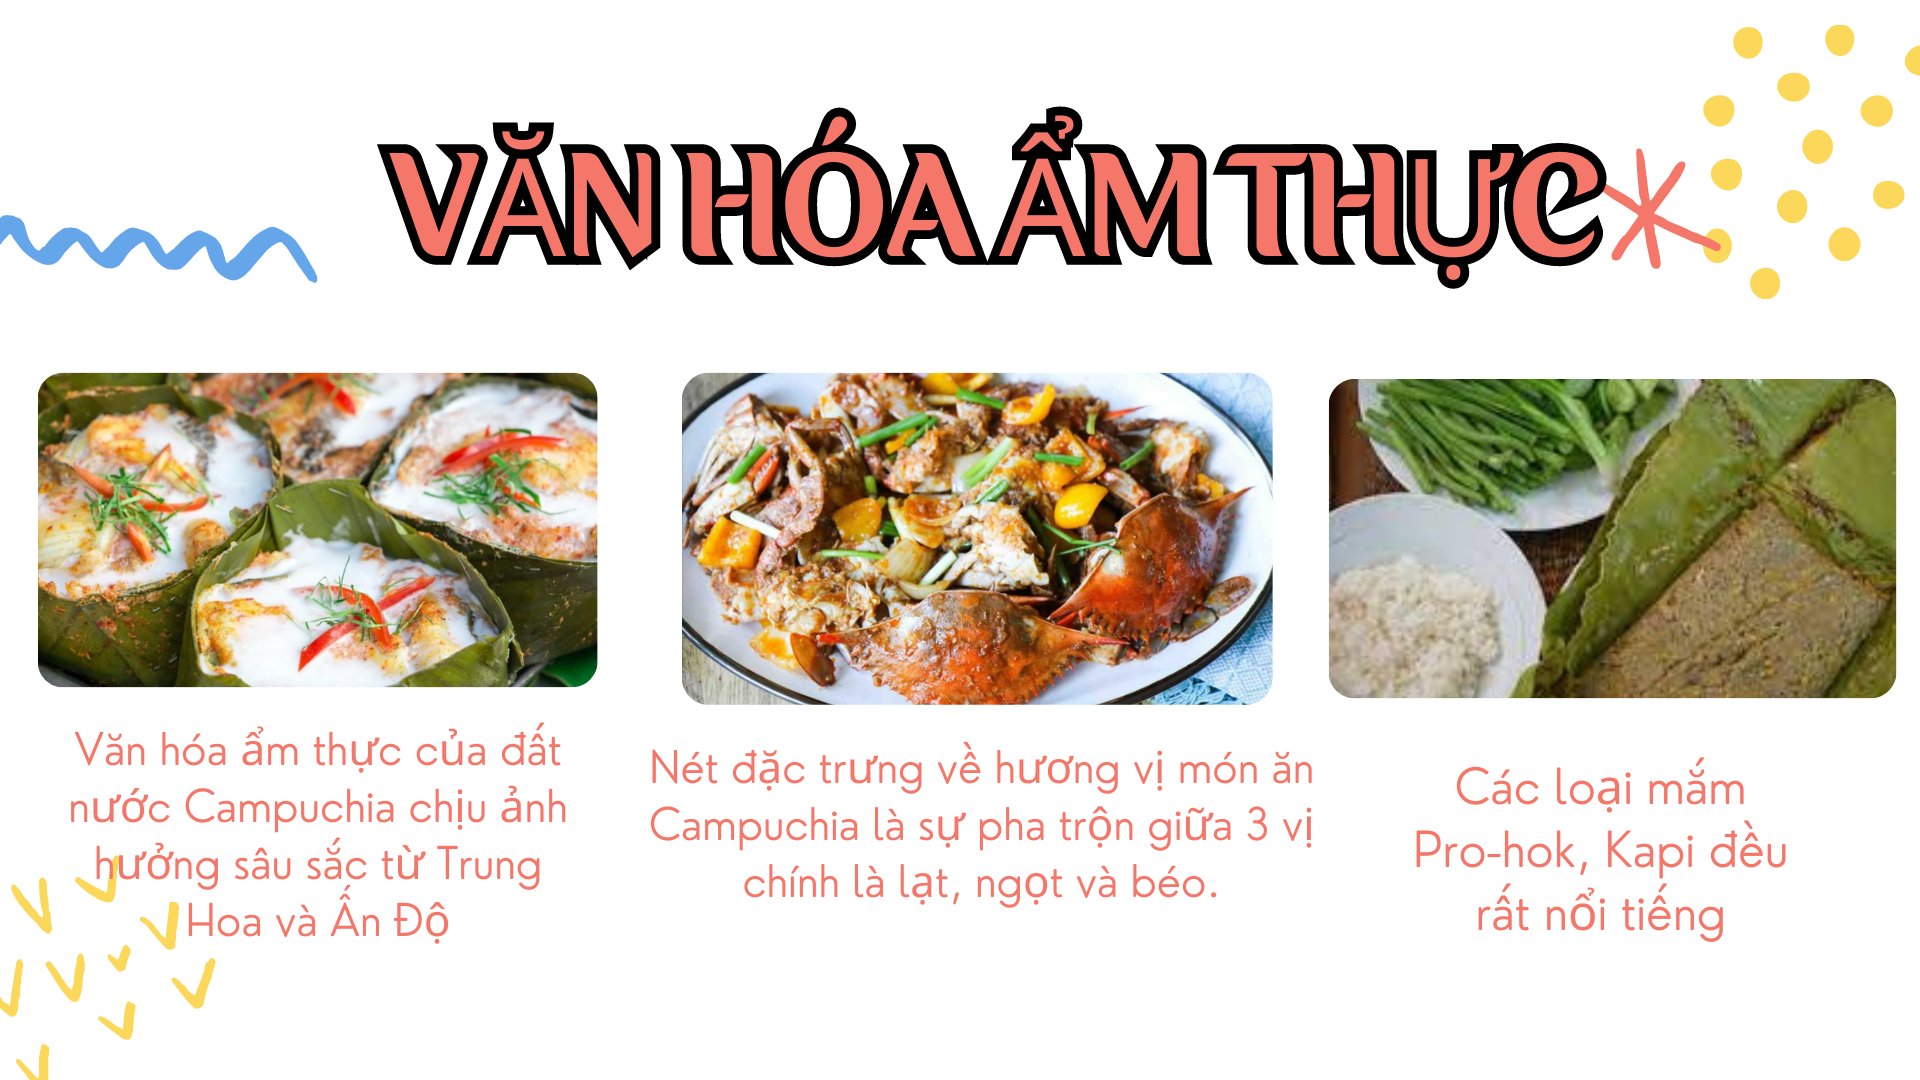 VĂN HÓA ẨM THỰC
Văn hóa ẩm thực của đất
nước Campuchia chịu ảnh
hưởng sâu sắc từ Trung
Hoa và Ấn Độ
Nét đặc trưng về hương vị món ăn
Campuchia là sự pha trộn giữa 3 vị
chính là lạt, ngọt và béo.
Các loại mắm
Pro-hok, Kapi đều
rất nổi tiếng